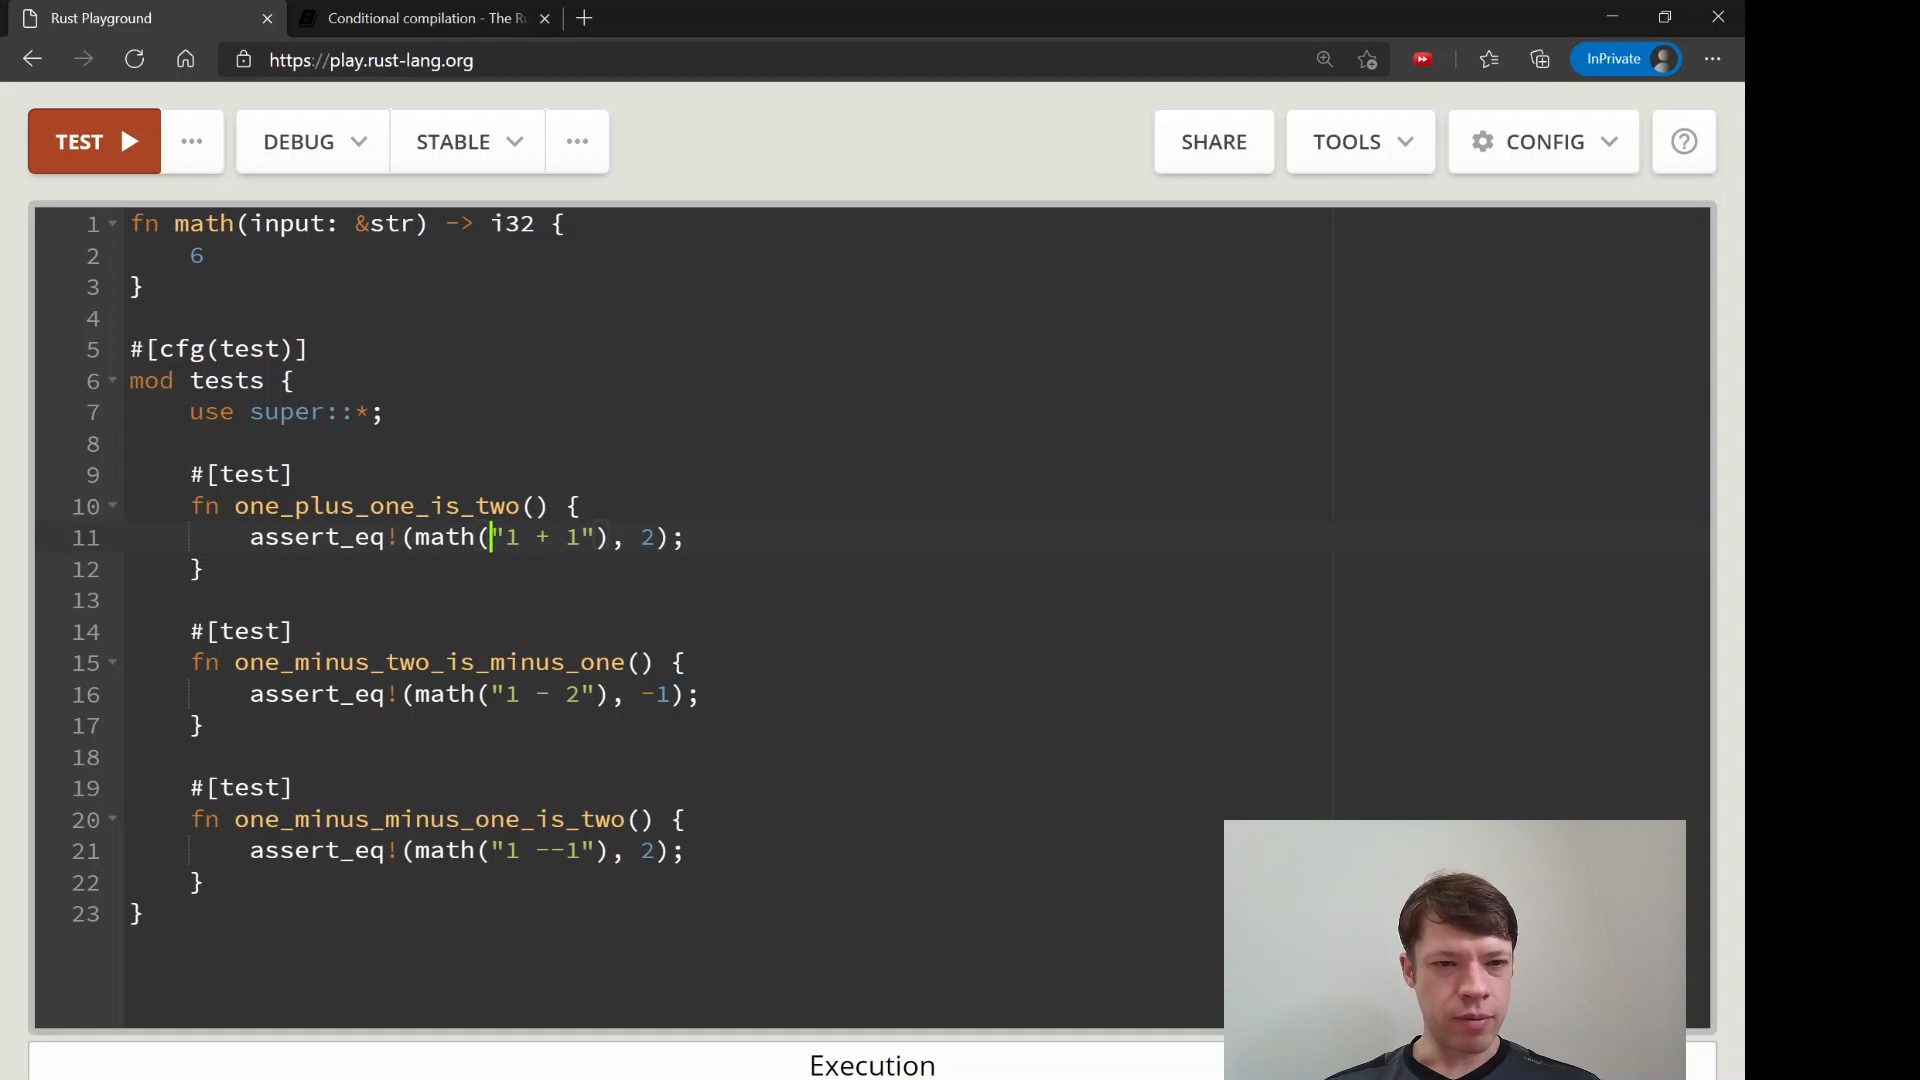 Rust Playground
Conditional compilation - The Ru
https://play.rust-lang.org
InPrivate
TEST
DEBUG
STABLE
SHARE
TOOLS
CONFIG
1 fn math(input: &str) -> i32 {
2     6
3 }
4
5 #[cfg(test)]
6 mod tests {
7     use super::*;
8
9     #[test]
10     fn one_plus_one_is_two() {
11         assert_eq!(math("1 + 1"), 2);
12     }
13
14     #[test]
15     fn one_minus_two_is_minus_one() {
16         assert_eq!(math("1 - 2"), -1);
17     }
18
19     #[test]
20     fn one_minus_minus_one_is_two() {
21         assert_eq!(math("1 --1"), 2);
22     }
23 }
Execution